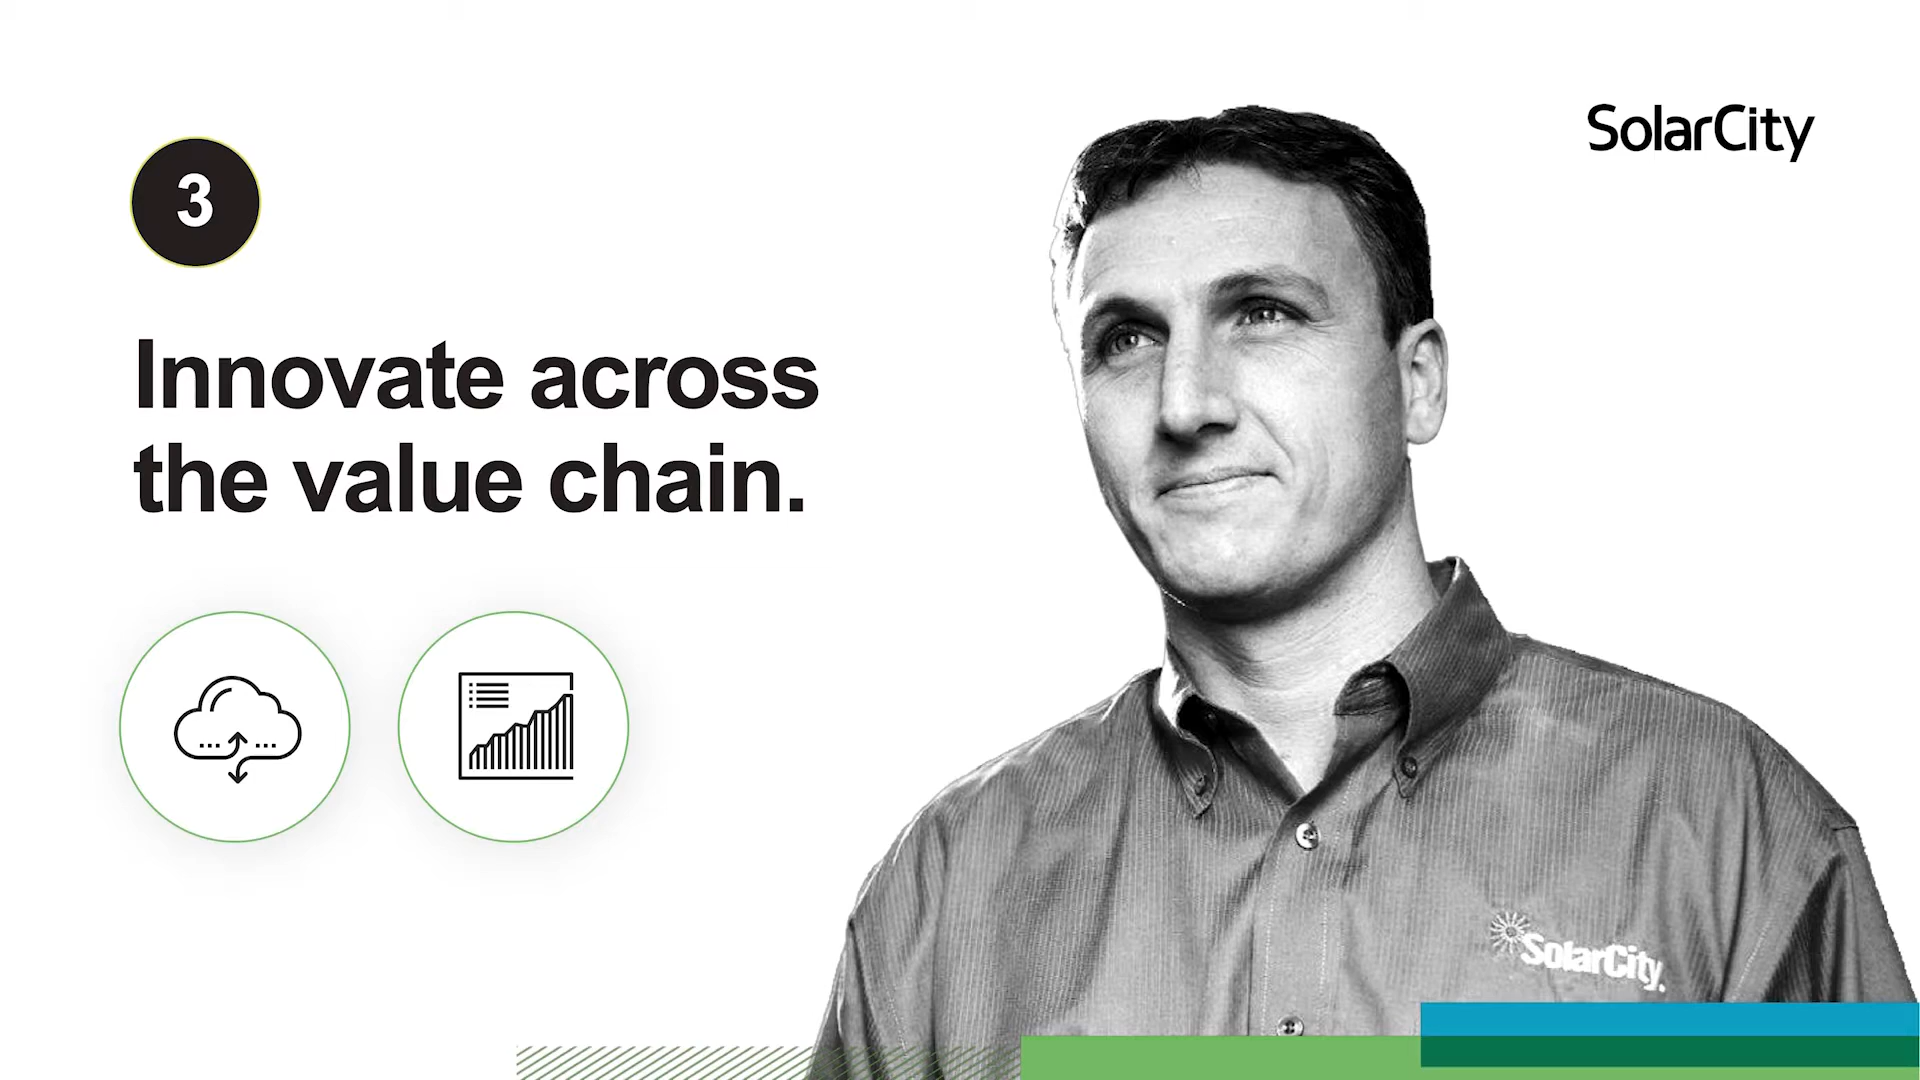 SolarCity
3
Innovate across
the value chain.
SolarCity.